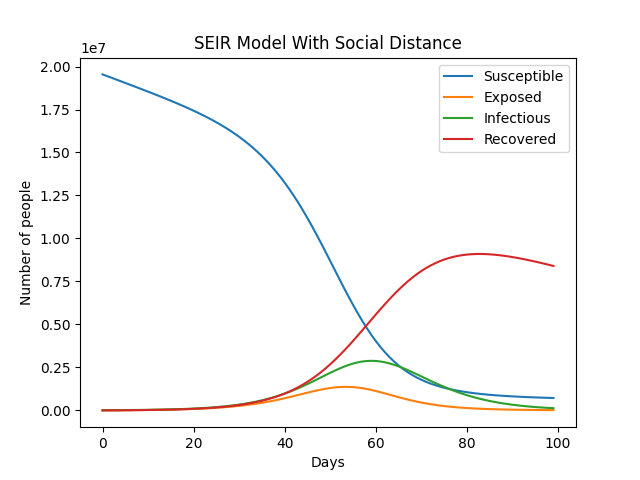 SEIR Model With Social Distance
1e7
2.00
1.75
1.50
1.25
1.00
0.75
0.50
0.25
0.00
Number of people
Susceptible
Exposed
Infectious
Recovered
0 20 40 60 80 100
Days